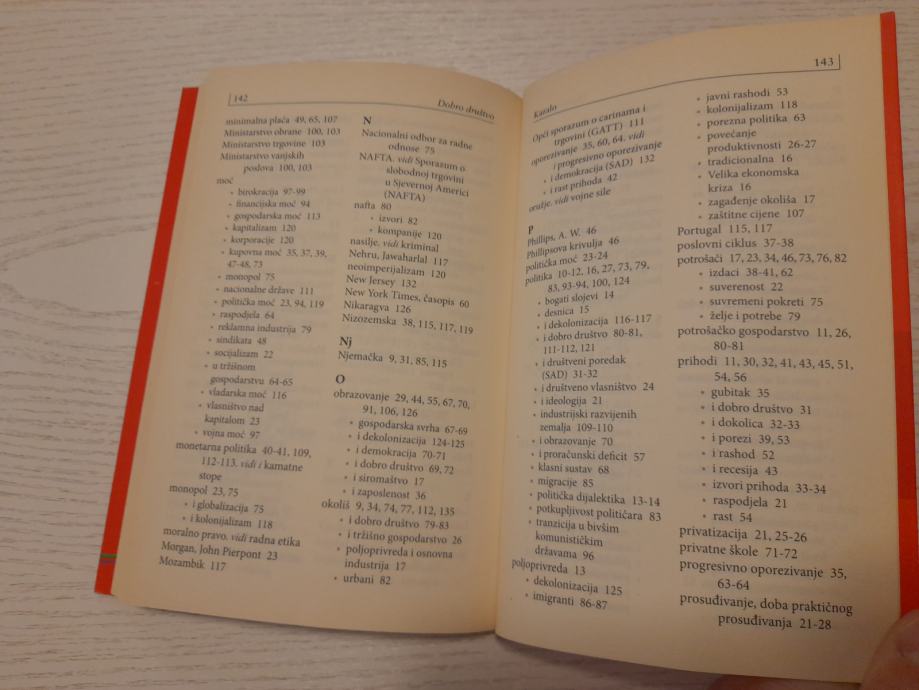 142
Dobro društvo
minimalna plaća 49, 65, 107
Ministarstvo obrane 100, 103
Ministarstvo trgovine 103
Ministarstvo vanjskih
poslova 100, 103
moć
• birokracija 97-99
• financijska moć 94
• gospodarska moć 113
• kapitalizam 120
• korporacije 120
• kupovna moć 35, 37, 39,
47-48, 73
• monopol 75
• nacionalne države 111
• politička moć 23, 94, 119
• raspodjela 64
• reklamna industrija 79
• sindikata 48
• socijalizam 22
• u tržišnom
gospodarstvu 64-65
• vladarska moć 116
• vlasništvo nad
kapitalom 23
• vojna moć 97
monetarna politika 40-41, 109,
112-113. vidi i kamatne
stope
monopol 23, 75
• i globalizacija 75
• i kolonijalizam 118
moralno pravo. vidi radna etika
Morgan, John Pierpont 23
Mozambik 117
N
Nacionalni odbor za radne
odnose 75
NAFTA. vidi Sporazum o
slobodnoj trgovini
u Sjevernoj Americi
(NAFTA)
nafta 80
• izvori 82
• kompanije 120
nasilje. vidi kriminal
Nehru, Jawaharlal 117
neoimperijalizam 120
New Jersey 132
New York Times, časopis 60
Nikaragva 126
Nizozemska 38, 115, 117, 119
Nj
Njemačka 9, 31, 85, 115
O
obrazovanje 29, 44, 55, 67, 70,
91, 106, 126
• gospodarska svrha 67-69
• i dekolonizacija 124-125
• i demokracija 70-71
• i dobro društvo 69, 72
• i siromaštvo 17
• i zaposlenost 36
okoliš 9, 34, 74, 77, 112, 135
• i dobro društvo 79-83
• i tržišno gospodarstvo 26
• poljoprivreda i osnovna
industrija 17
• urbani 82
Kazalo
143
Opći sporazum o carinama i
trgovini (GATT) 111
oporezivanje 35, 60, 64. vidi
i progresivno oporezivanje
• i demokracija (SAD) 132
• i rast prihoda 42
oružje. vidi vojne sile
P
Phillips, A. W. 46
Phillipsova krivulja 46
politička moć 23-24
politika 10-12, 16, 27, 73, 79,
83, 93-94, 100, 124
• bogati slojevi 14
• desnica 15
• i dekolonizacija 116-117
• i dobro društvo 80-81,
111-112, 121
• i društveni poredak
(SAD) 31-32
• i društveno vlasništvo 24
• i ideologija 21
• industrijski razvijenih
zemalja 109-110
• i obrazovanje 70
• i proračunski deficit 57
• klasni sustav 68
• migracije 85
• politička dijalektika 13-14
• potkupljivost političara 83
• tranzicija u bivšim
komunističkim
državama 96
poljoprivreda 13
• dekolonizacija 125
• imigranti 86-87
• javni rashodi 53
• kolonijalizam 118
• porezna politika 63
• povećanje
produktivnosti 26-27
• tradicionalna 16
• Velika ekonomska
kriza 16
• zagađenje okoliša 17
• zaštitne cijene 107
Portugal 115, 117
poslovni ciklus 37-38
potrošači 17, 23, 34, 46, 73, 76, 82
• izdaci 38-41, 62
• suverenost 22
• suvremeni pokreti 75
• želje i potrebe 79
potrošačko gospodarstvo 11, 26,
80-81
prihodi 11, 30, 32, 41, 43, 45, 51,
54, 56
• gubitak 35
• i dobro društvo 31
• i dokolica 32-33
• i porezi 39, 53
• i rashod 52
• i recesija 43
• izvori prihoda 33-34
• raspodjela 21
• rast 54
privatizacija 21, 25-26
privatne škole 71-72
progresivno oporezivanje 35,
63-64
prosuđivanje, doba praktičnog
prosuđivanja 21-28